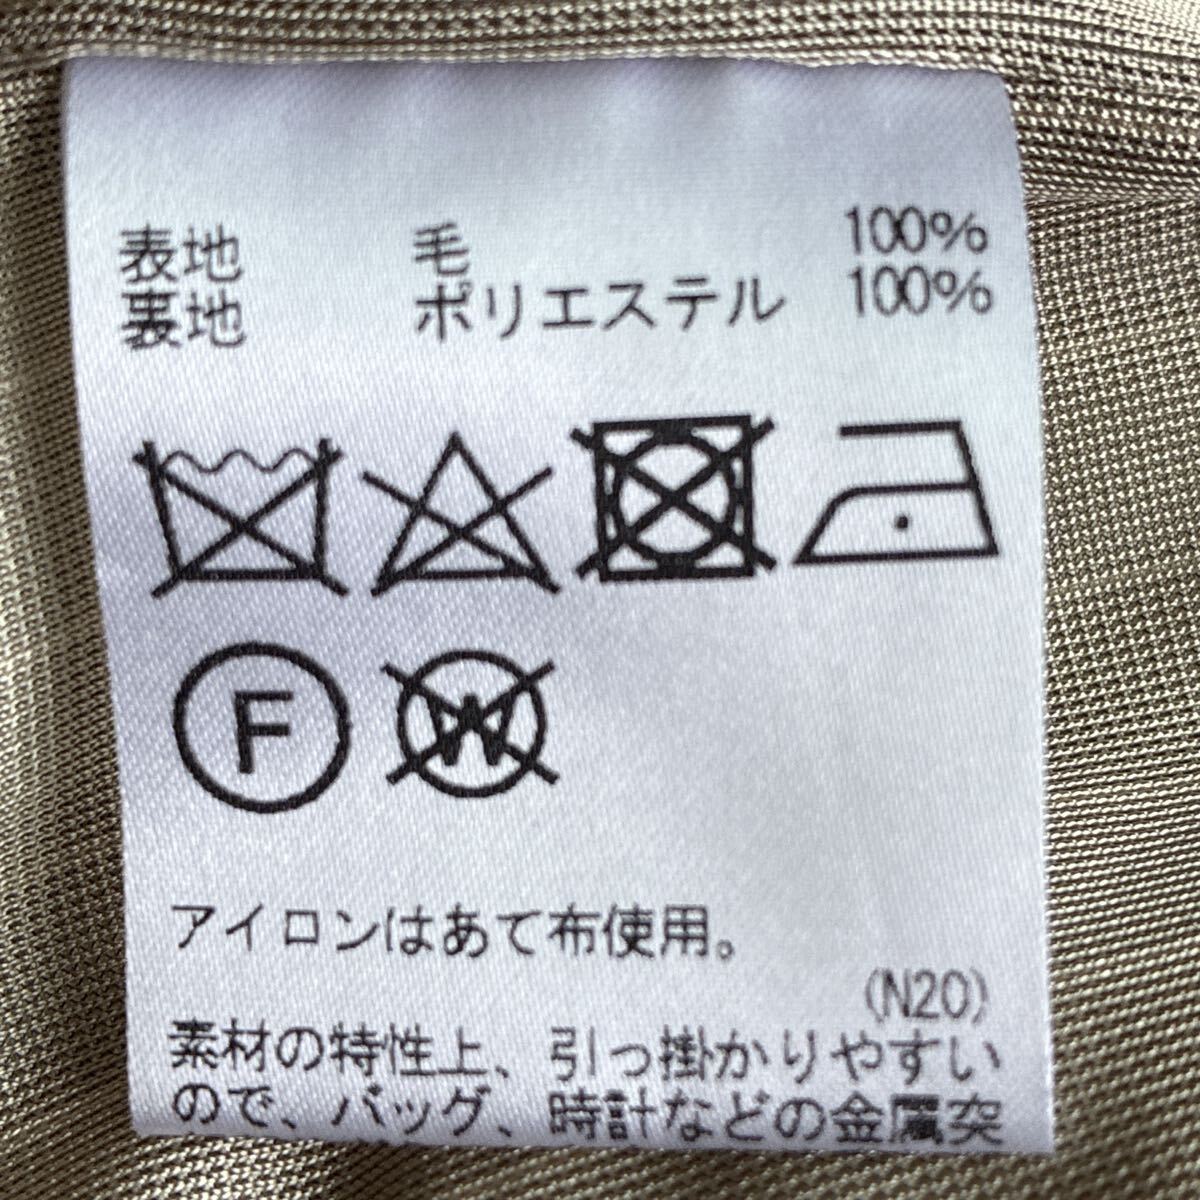 表地 毛 100%
裏地 ポリエステル 100%
F W
アイロンはあて布使用。
(N20)
素材の特性上、引っ掛かりやすい
ので、バッグ、時計などの金属突